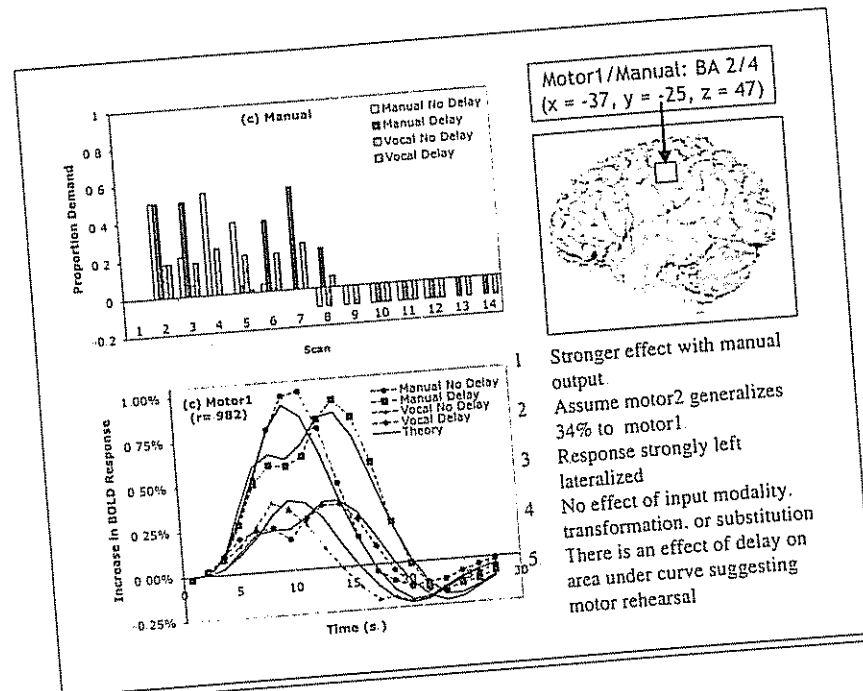 Motor1/Manual: BA 2/4
(x = -37, y = -25, z = 47)
(c) Manual
Manual No Delay
Manual Delay
Vocal No Delay
Vocal Delay
Proportion Demand
1
0 8
0 6
0 4
0 2
0
-0.2
1 2 3 4 5 6 7 8 9 10 11 12 13 14
Scan
(c) Motor1
(r= 982)
Manual No Delay
Manual Delay
Vocal No Delay
Vocal Delay
Theory
Increase in BOLD Response
1 00%
0 75%
0 50%
0 25%
0 00%
-0.25%
0 5 10 15 20 30
Time (s.)
1 Stronger effect with manual
output
2 Assume motor2 generalizes
34% to motor1
3 Response strongly left
lateralized
4 No effect of input modality,
transformation, or substitution
5 There is an effect of delay on
area under curve suggesting
motor rehearsal